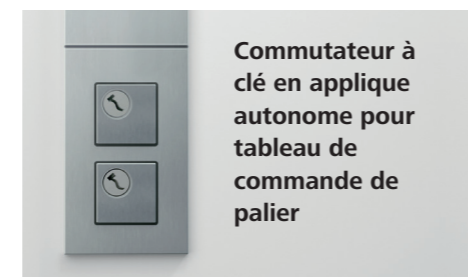 Commutateur à
clé en applique
autonome pour
tableau de
commande de
palier